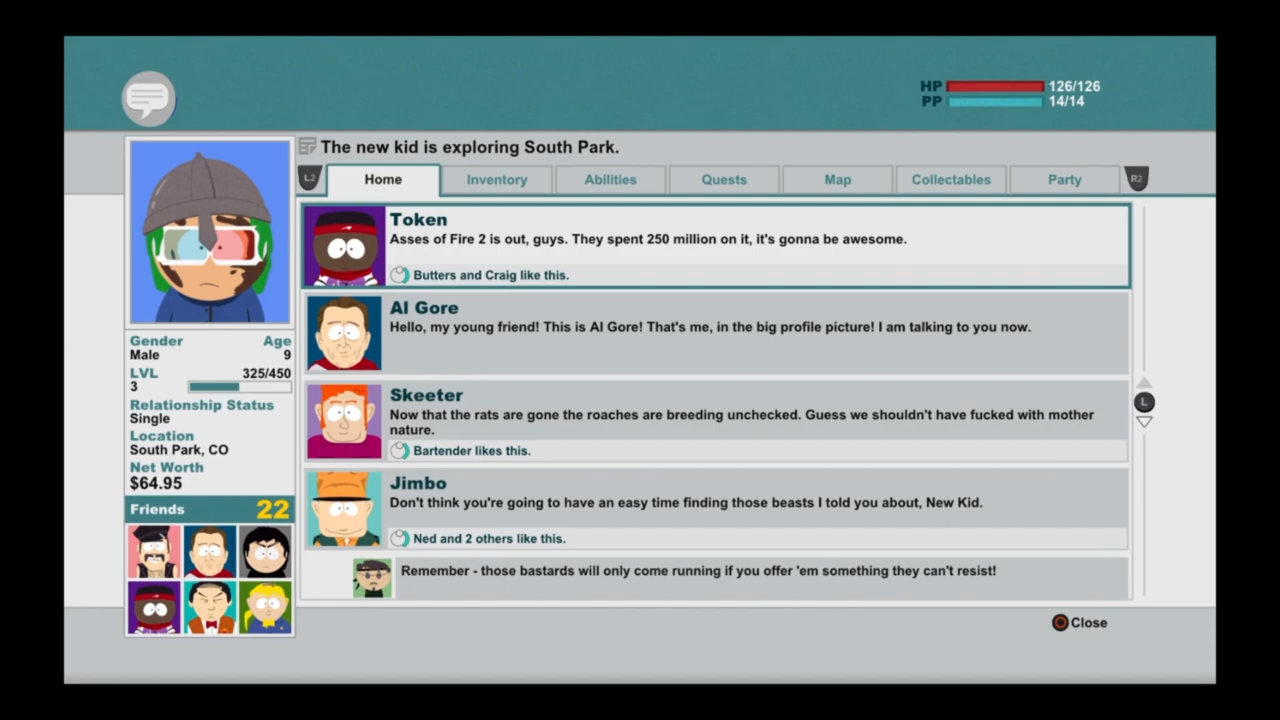 HP 126/126
PP 14/14
The new kid is exploring South Park.
L2 Home Inventory Abilities Quests Map Collectables Party R2
Token
Asses of Fire 2 is out, guys. They spent 250 million on it, it's gonna be awesome.
Butters and Craig like this.
Al Gore
Hello, my young friend! This is Al Gore! That's me, in the big profile picture! I am talking to you now.
Skeeter
Now that the rats are gone the roaches are breeding unchecked. Guess we shouldn't have fucked with mother
nature.
Bartender likes this.
Jimbo
Don't think you're going to have an easy time finding those beasts I told you about, New Kid.
Ned and 2 others like this.
Remember - those bastards will only come running if you offer 'em something they can't resist!
L
Gender Age
Male 9
LVL 325/450
3
Relationship Status
Single
Location
South Park, CO
Net Worth
$64.95
Friends 22
Close